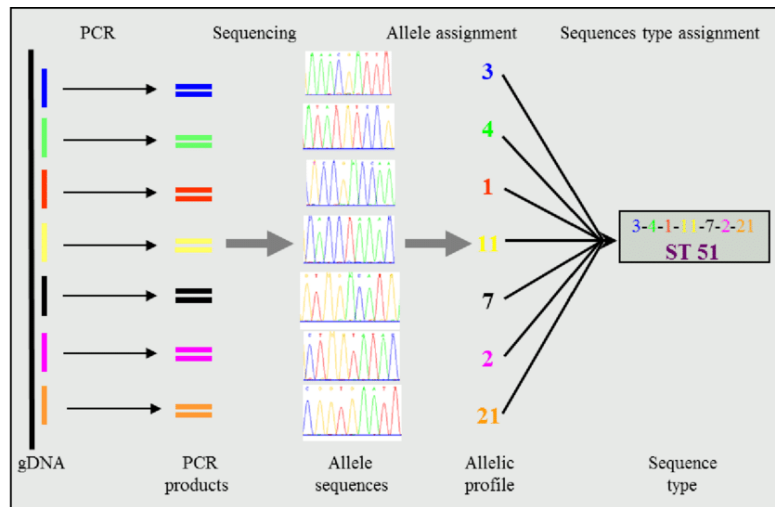 PCR
Sequencing
Allele assignment
Sequences type assignment
3
4
1
11
7
2
21
3-4-1-11-7-2-21
ST 51
gDNA
PCR
products
Allele
sequences
Allelic
profile
Sequence
type